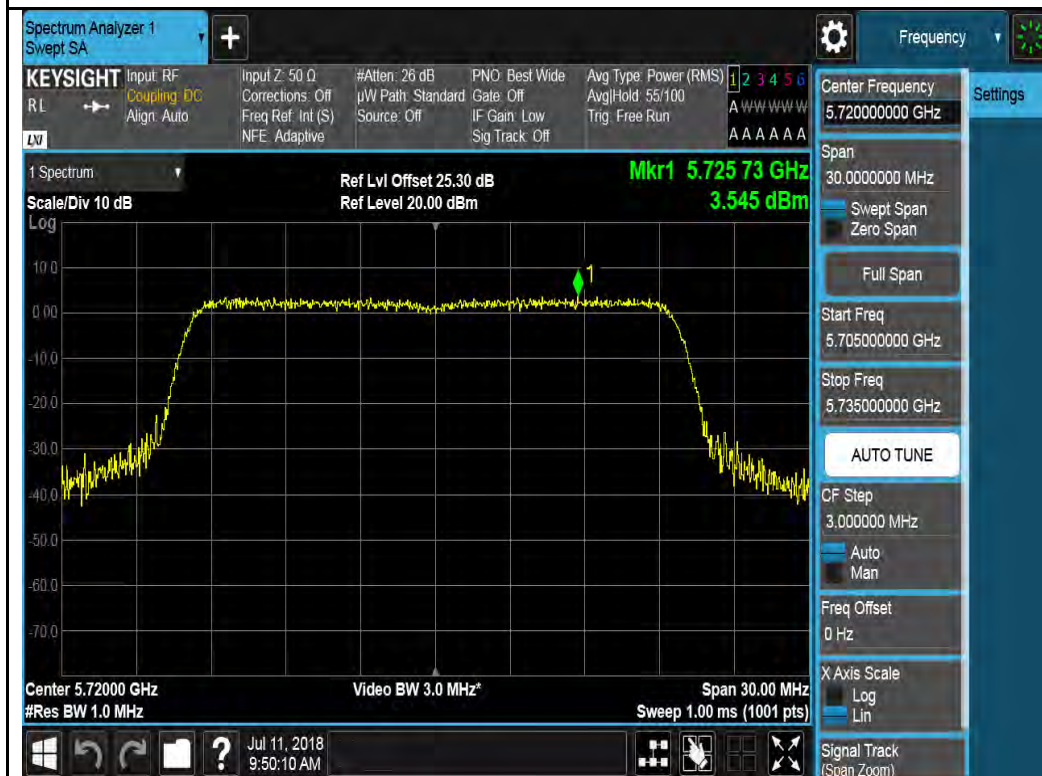 Spectrum Analyzer 1
Swept SA
+
Frequency
KEYSIGHT
RL
LXI
Input: RF
Coupling: DC
Align: Auto
Input Z: 50 Ω
Corrections: Off
Freq Ref: Int (S)
NFE: Adaptive
#Atten: 26 dB
µW Path: Standard
Source: Off
PNO: Best Wide
Gate: Off
IF Gain: Low
Sig Track: Off
Avg Type: Power (RMS)
Avg|Hold: 55/100
Trig: Free Run
1 2 3 4 5 6
A W W W W W
A A A A A A
1 Spectrum
Scale/Div 10 dB
Log
Ref Lvl Offset 25.30 dB
Ref Level 20.00 dBm
Mkr1 5.725 73 GHz
3.545 dBm
1
10.0
0.00
-10.0
-20.0
-30.0
-40.0
-50.0
-60.0
-70.0
Center 5.72000 GHz
#Res BW 1.0 MHz
Video BW 3.0 MHz*
Span 30.00 MHz
Sweep 1.00 ms (1001 pts)
?
Jul 11, 2018
9:50:10 AM
Center Frequency
5.720000000 GHz
Span
30.0000000 MHz
Swept Span
Zero Span
Full Span
Start Freq
5.705000000 GHz
Stop Freq
5.735000000 GHz
AUTO TUNE
CF Step
3.000000 MHz
Auto
Man
Freq Offset
0 Hz
X Axis Scale
Log
Lin
Signal Track
(Span Zoom)
Settings